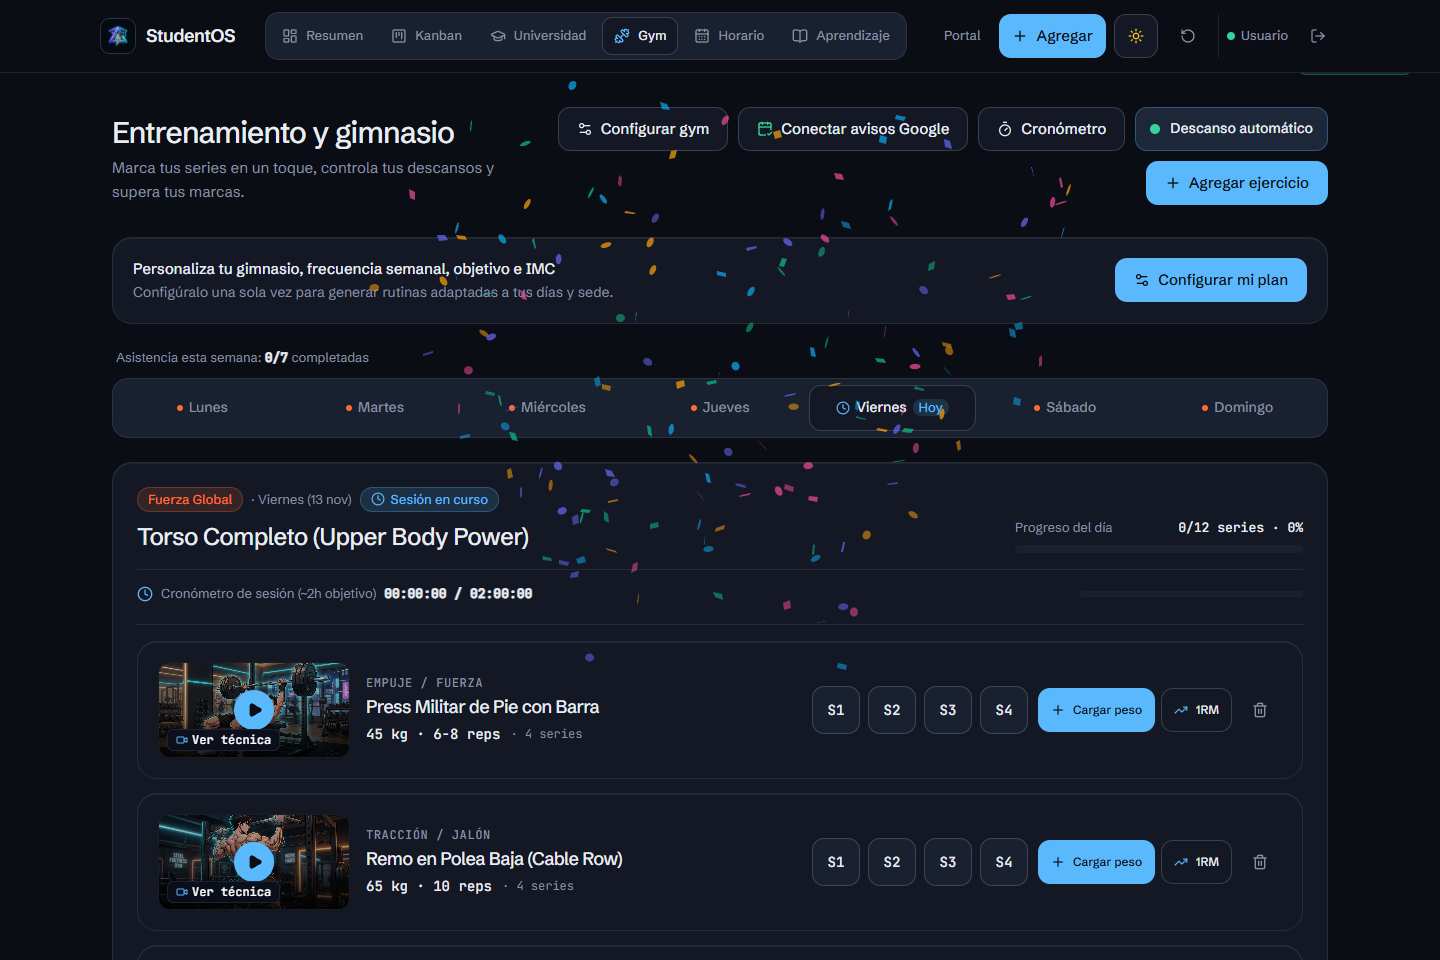 StudentOS
Resumen
Kanban
Universidad
Gym
Horario
Aprendizaje
Portal
Agregar
Usuario
Entrenamiento y gimnasio
Marca tus series en un toque, controla tus descansos y
supera tus marcas.
Configurar gym
Conectar avisos Google
Cronómetro
Descanso automático
Agregar ejercicio
Personaliza tu gimnasio, frecuencia semanal, objetivo e IMC
Configúralo una sola vez para generar rutinas adaptadas a tus días y sede.
Configurar mi plan
Asistencia esta semana: 0/7 completadas
Lunes
Martes
Miércoles
Jueves
Viernes Hoy
Sábado
Domingo
Fuerza Global · Viernes (13 nov) Sesión en curso
Torso Completo (Upper Body Power)
Progreso del día 0/12 series · 0%
Cronómetro de sesión (~2h objetivo) 00:00:00 / 02:00:00
Ver técnica
EMPUJE / FUERZA
Press Militar de Pie con Barra
45 kg · 6-8 reps · 4 series
S1 S2 S3 S4 Cargar peso 1RM
Ver técnica
TRACCIÓN / JALÓN
Remo en Polea Baja (Cable Row)
65 kg · 10 reps · 4 series
S1 S2 S3 S4 Cargar peso 1RM